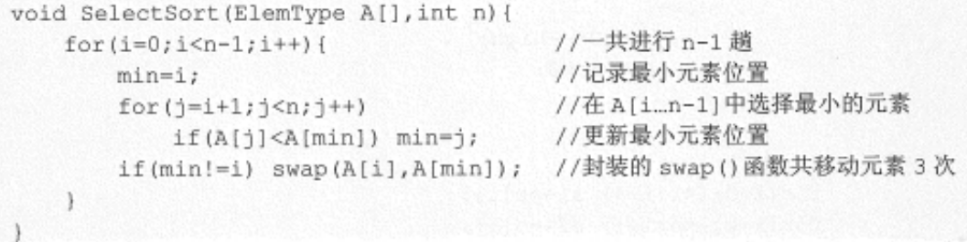 void SelectSort(ElemType A[],int n){
for(i=0;i<n-1;i++){ //一共进行 n-1 趟
min=i; //记录最小元素位置
for(j=i+1;j<n;j++) //在 A[i…n-1]中选择最小的元素
if(A[j]<A[min]) min=j; //更新最小元素位置
if(min!=i) swap(A[i],A[min]); //封装的 swap()函数共移动元素 3 次
}
}